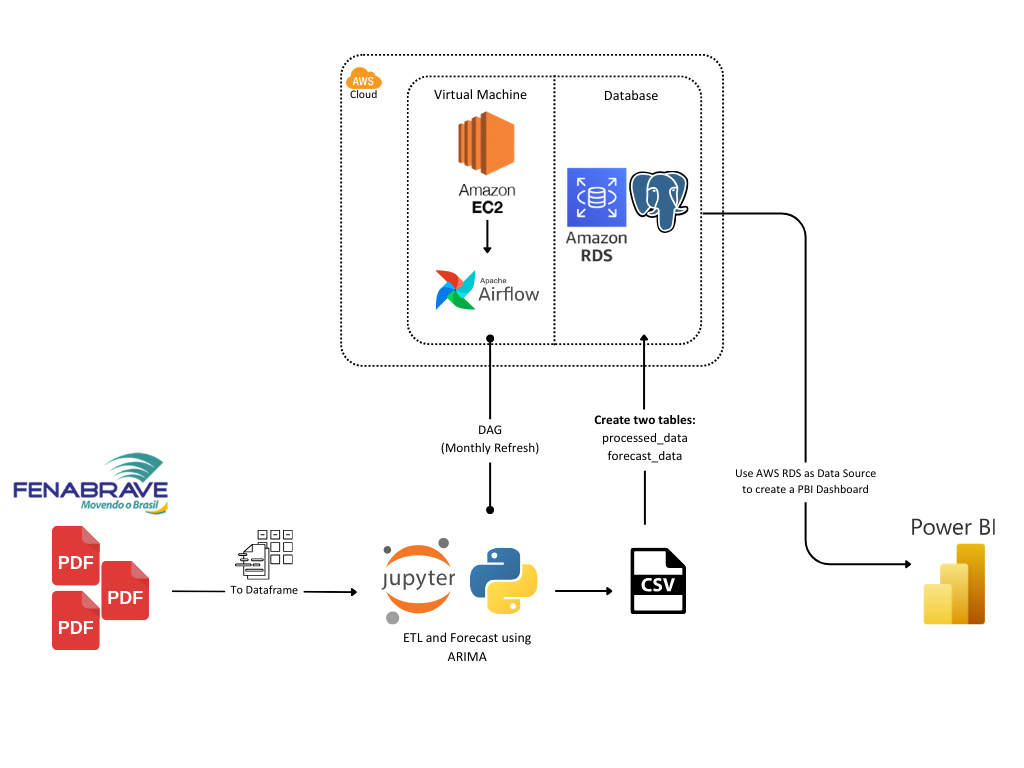 AWS
Cloud
Virtual Machine
Database
Amazon
EC2
Amazon
RDS
Apache
Airflow
DAG
(Monthly Refresh)
Create two tables:
processed_data
forecast_data
Use AWS RDS as Data Source
to create a PBI Dashboard
FENABRAVE
Movendo o Brasil
PDF
PDF
PDF
To Dataframe
jupyter
ETL and Forecast using
ARIMA
CSV
Power BI